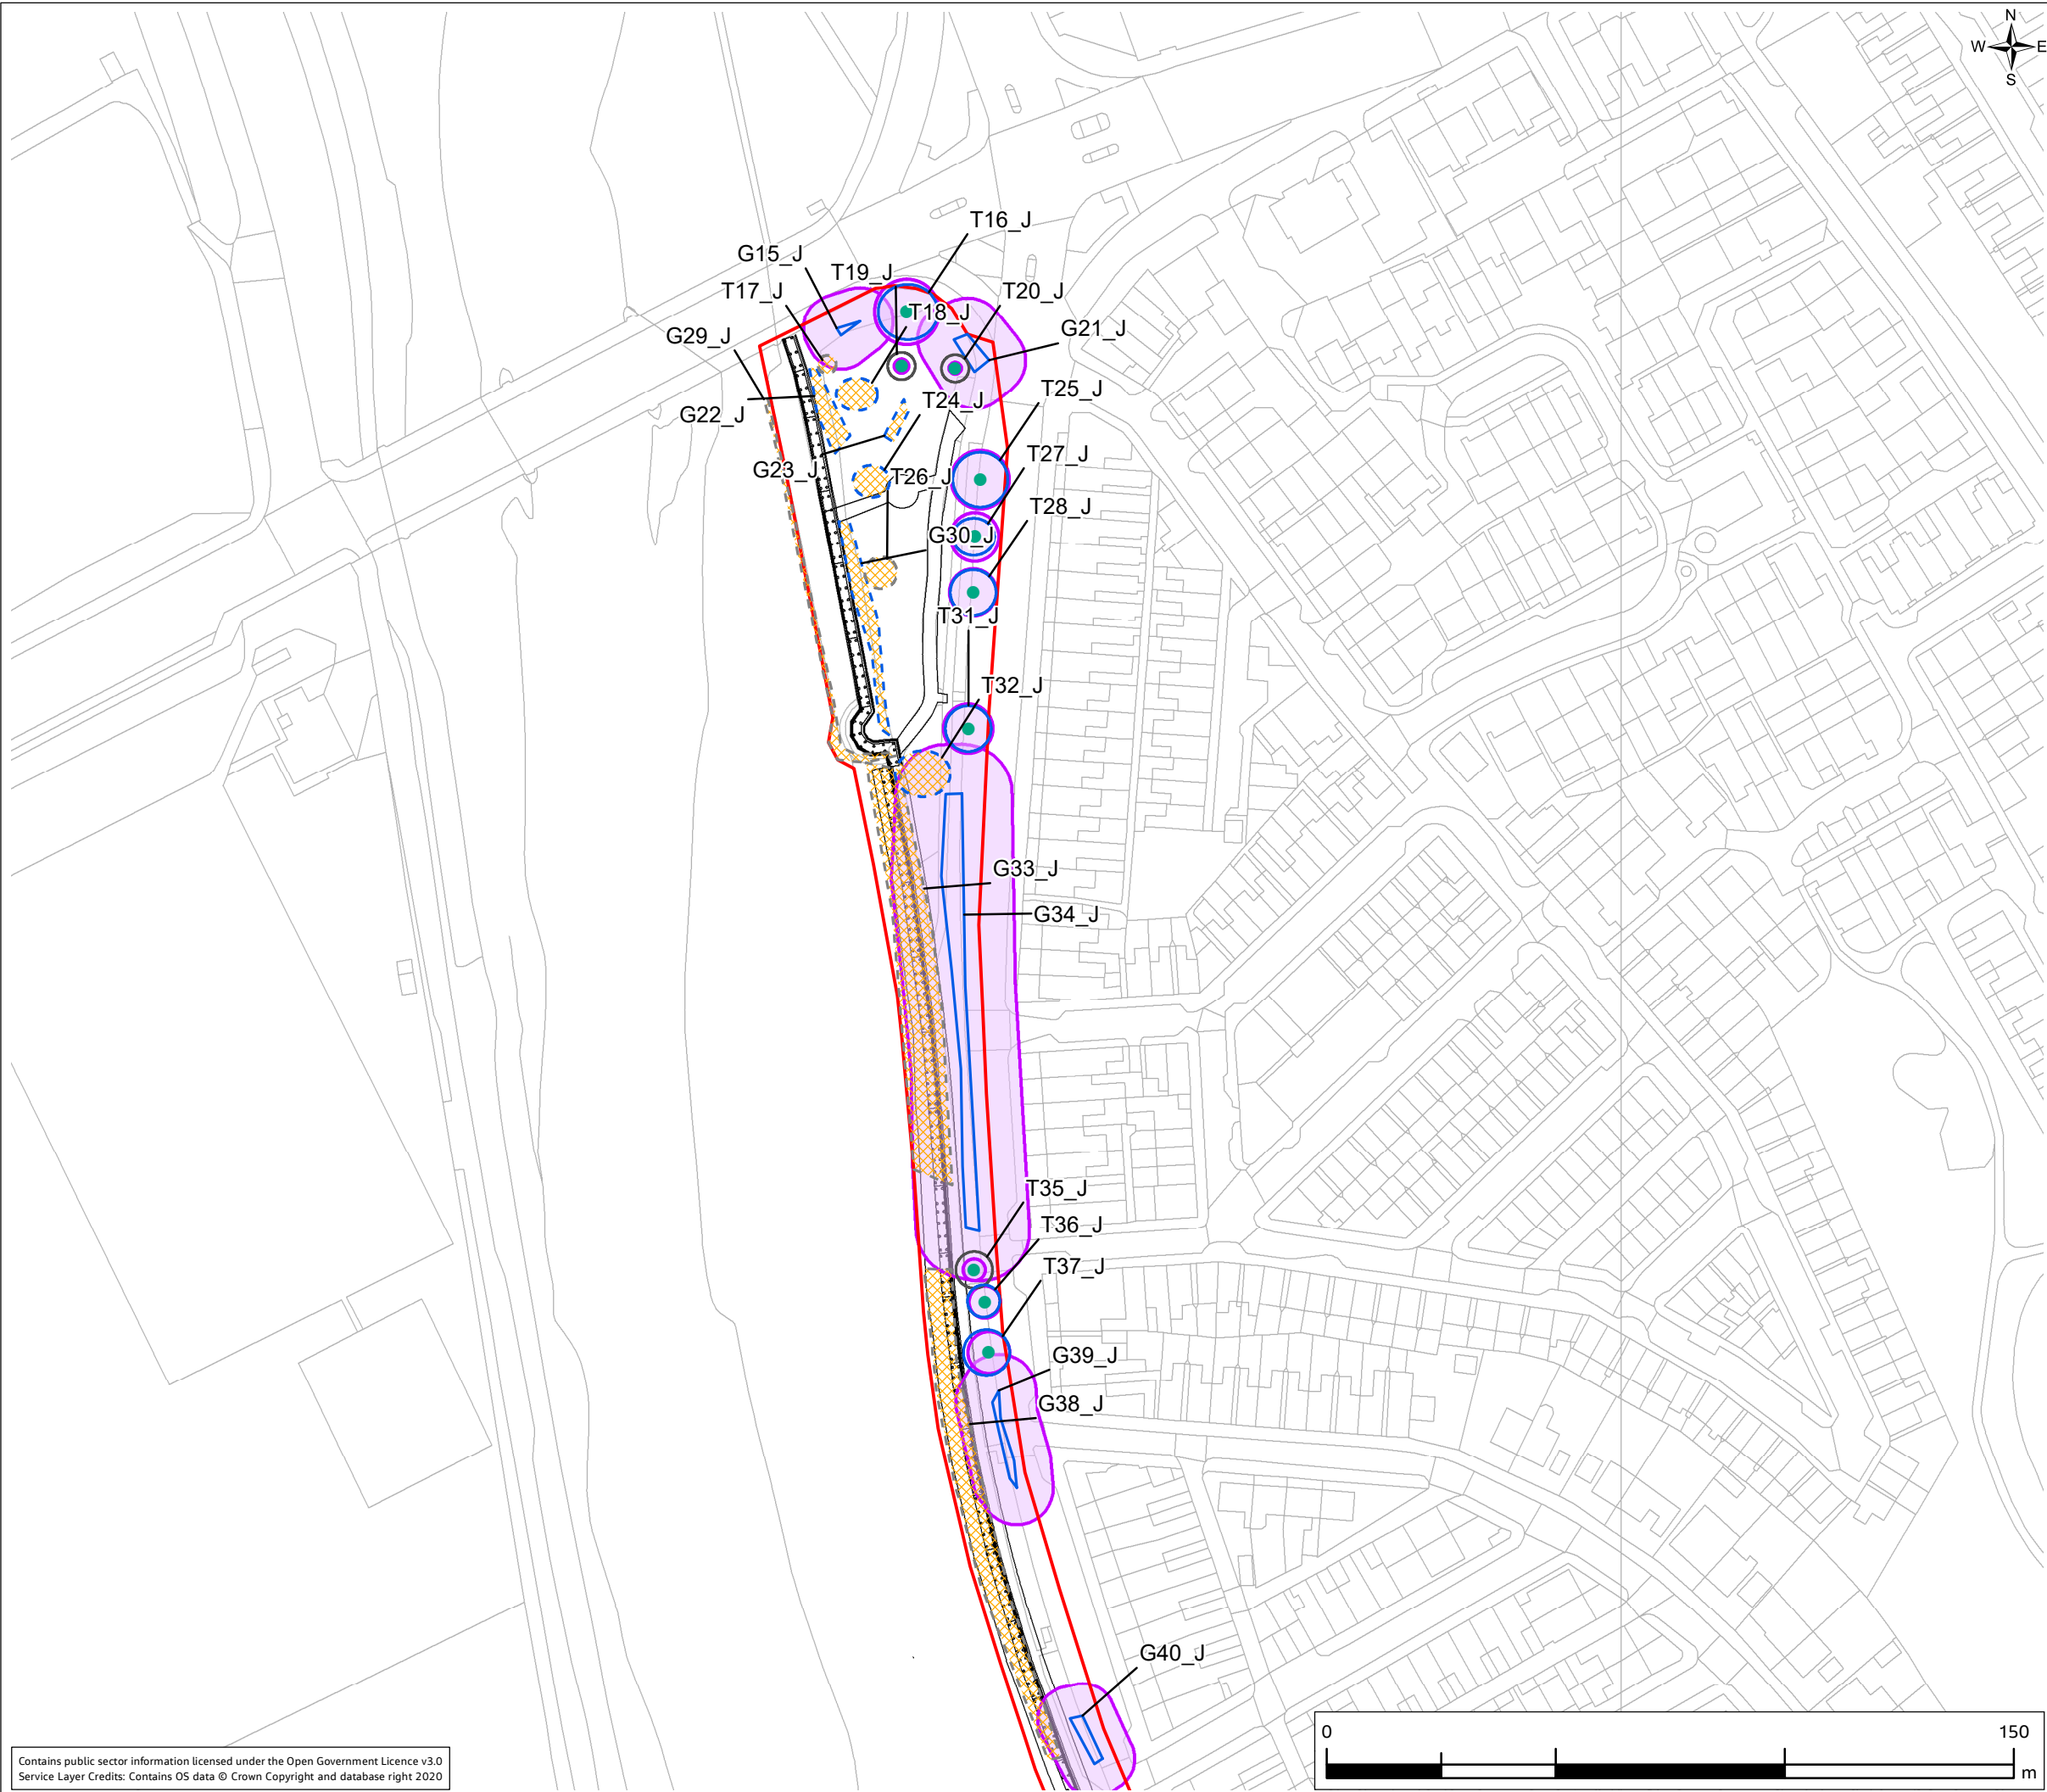 N
W E
S
T16_J
G15_J
T19_J
T17_J
T20_J
T18_J
G21_J
G29_J
T25_J
T24_J
G22_J
T27_J
G23_J
T26_J
T28_J
G30_J
T31_J
T32_J
G33_J
G34_J
T35_J
T36_J
T37_J
G39_J
G38_J
G40_J
0 150
m
Contains public sector information licensed under the Open Government Licence v3.0
Service Layer Credits: Contains OS data © Crown Copyright and database right 2020